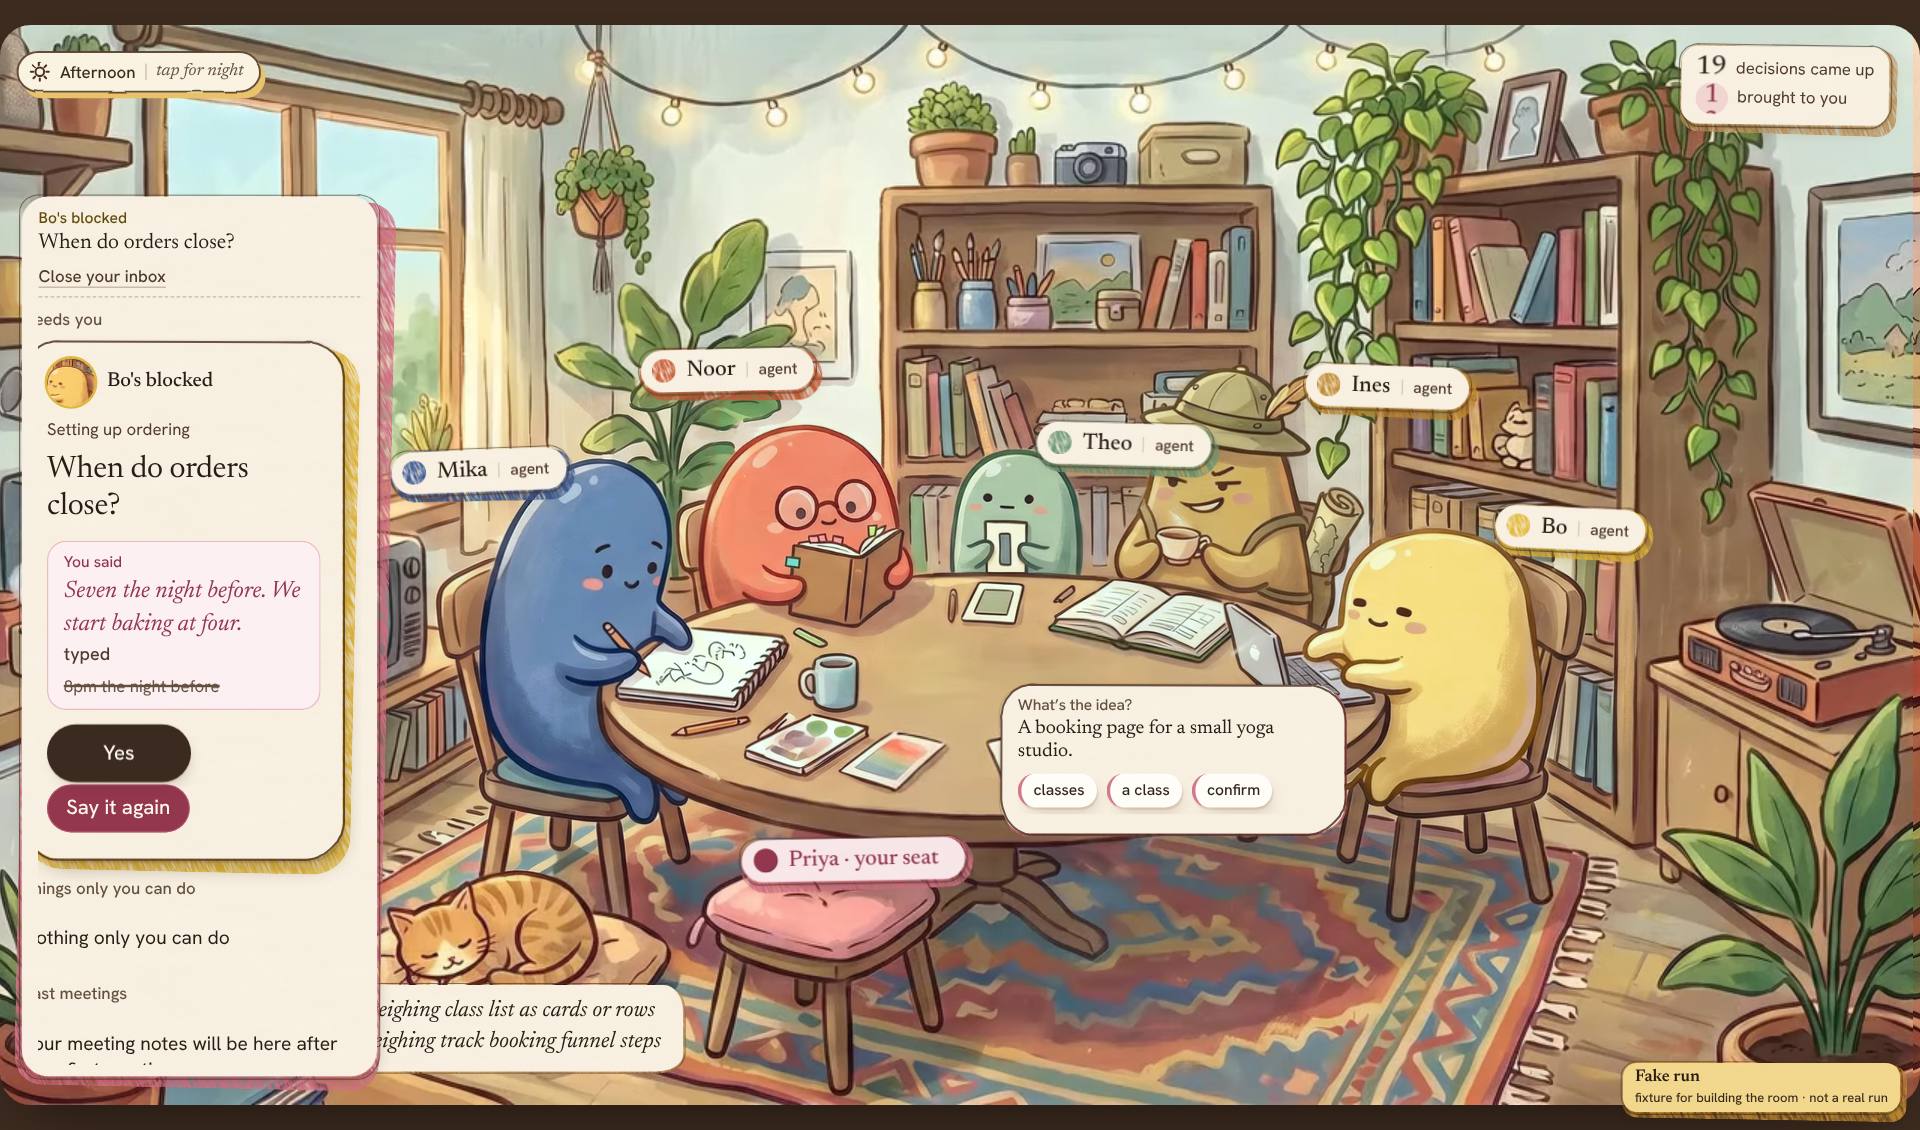 Afternoon | tap for night
19 decisions came up
1 brought to you
Bo's blocked
When do orders close?
Close your inbox
eeds you
Bo's blocked
Setting up ordering
When do orders
close?
You said
Seven the night before. We
start baking at four.
typed
8pm the night before
Yes
Say it again
ings only you can do
othing only you can do
ast meetings
our meeting notes will be here after
Noor | agent
Ines | agent
Theo | agent
Mika | agent
Bo | agent
What's the idea?
A booking page for a small yoga
studio.
classes
a class
confirm
Priya · your seat
eighing class list as cards or rows
eighing track booking funnel steps
Fake run
fixture for building the room · not a real run